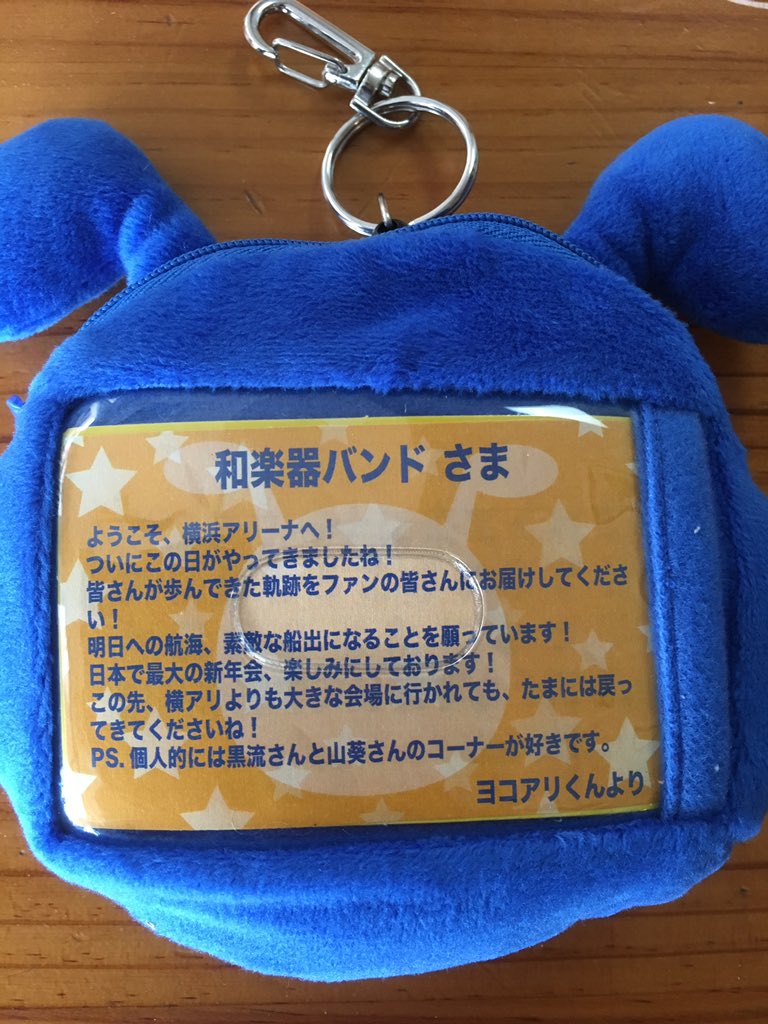 和楽器バンド さま
ようこそ、横浜アリーナへ！
ついにこの日がやってきましたね！
皆さんが歩んできた軌跡をファンの皆さんにお届けしてくださ
い！
明日への航海、素敵な船出になることを願っています！
日本で最大の新年会、楽しみにしております！
この先、横アリよりも大きな会場に行かれても、たまには戻っ
てきてくださいね！
PS. 個人的には黒流さんと山葵さんのコーナーが好きです。
ヨコアリくんより